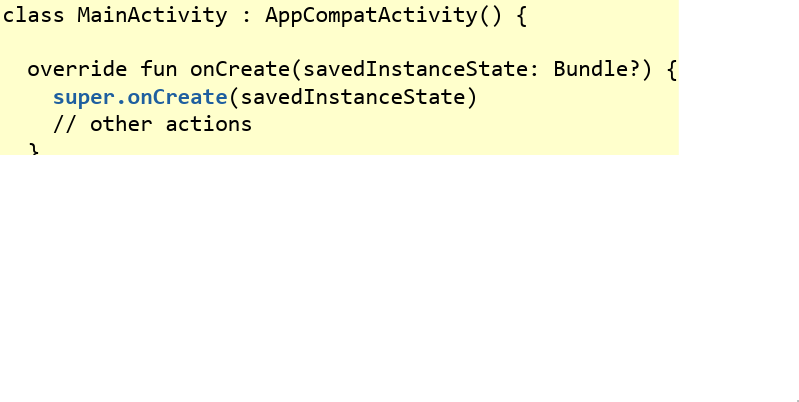 class MainActivity : AppCompatActivity() {
override fun onCreate(savedInstanceState: Bundle?) {
super.onCreate(savedInstanceState)
// other actions
}